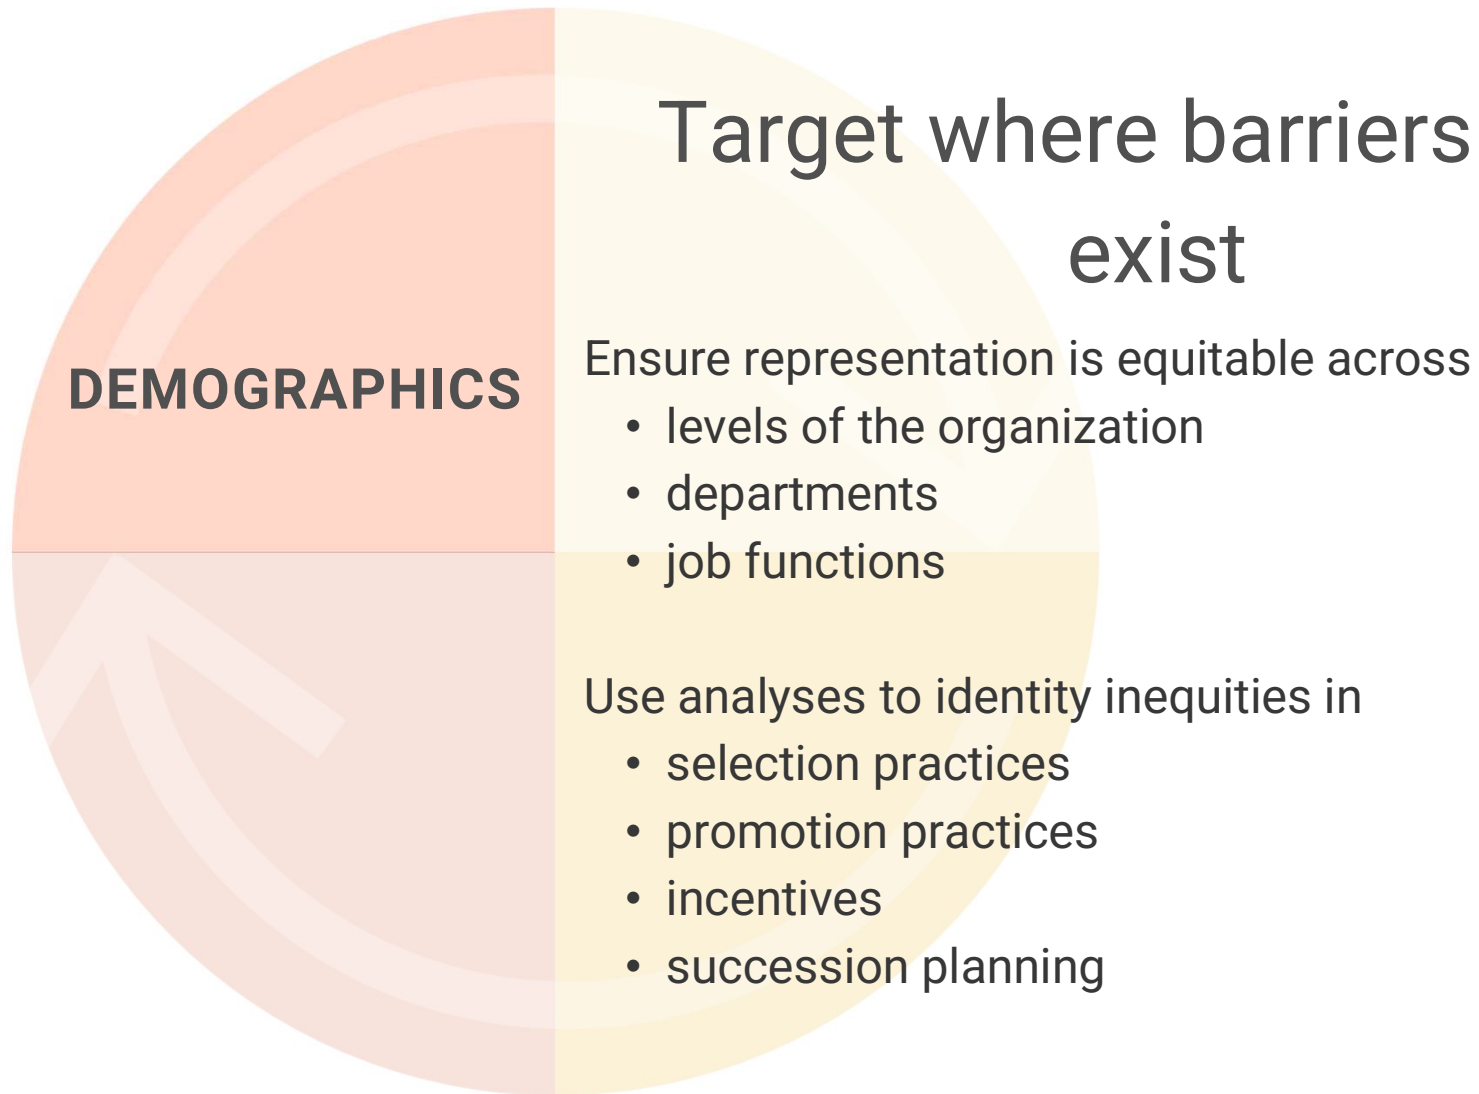 Target where barriers
exist
DEMOGRAPHICS
Ensure representation is equitable across
• levels of the organization
• departments
• job functions
Use analyses to identity inequities in
• selection practices
• promotion practices
• incentives
• succession planning